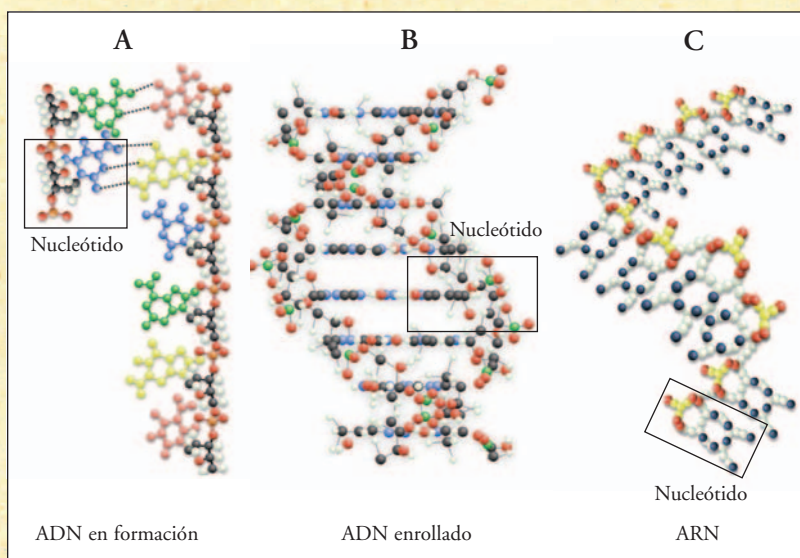 A
B
C
Nucleótido
Nucleótido
Nucleótido
ADN en formación
ADN enrollado
ARN